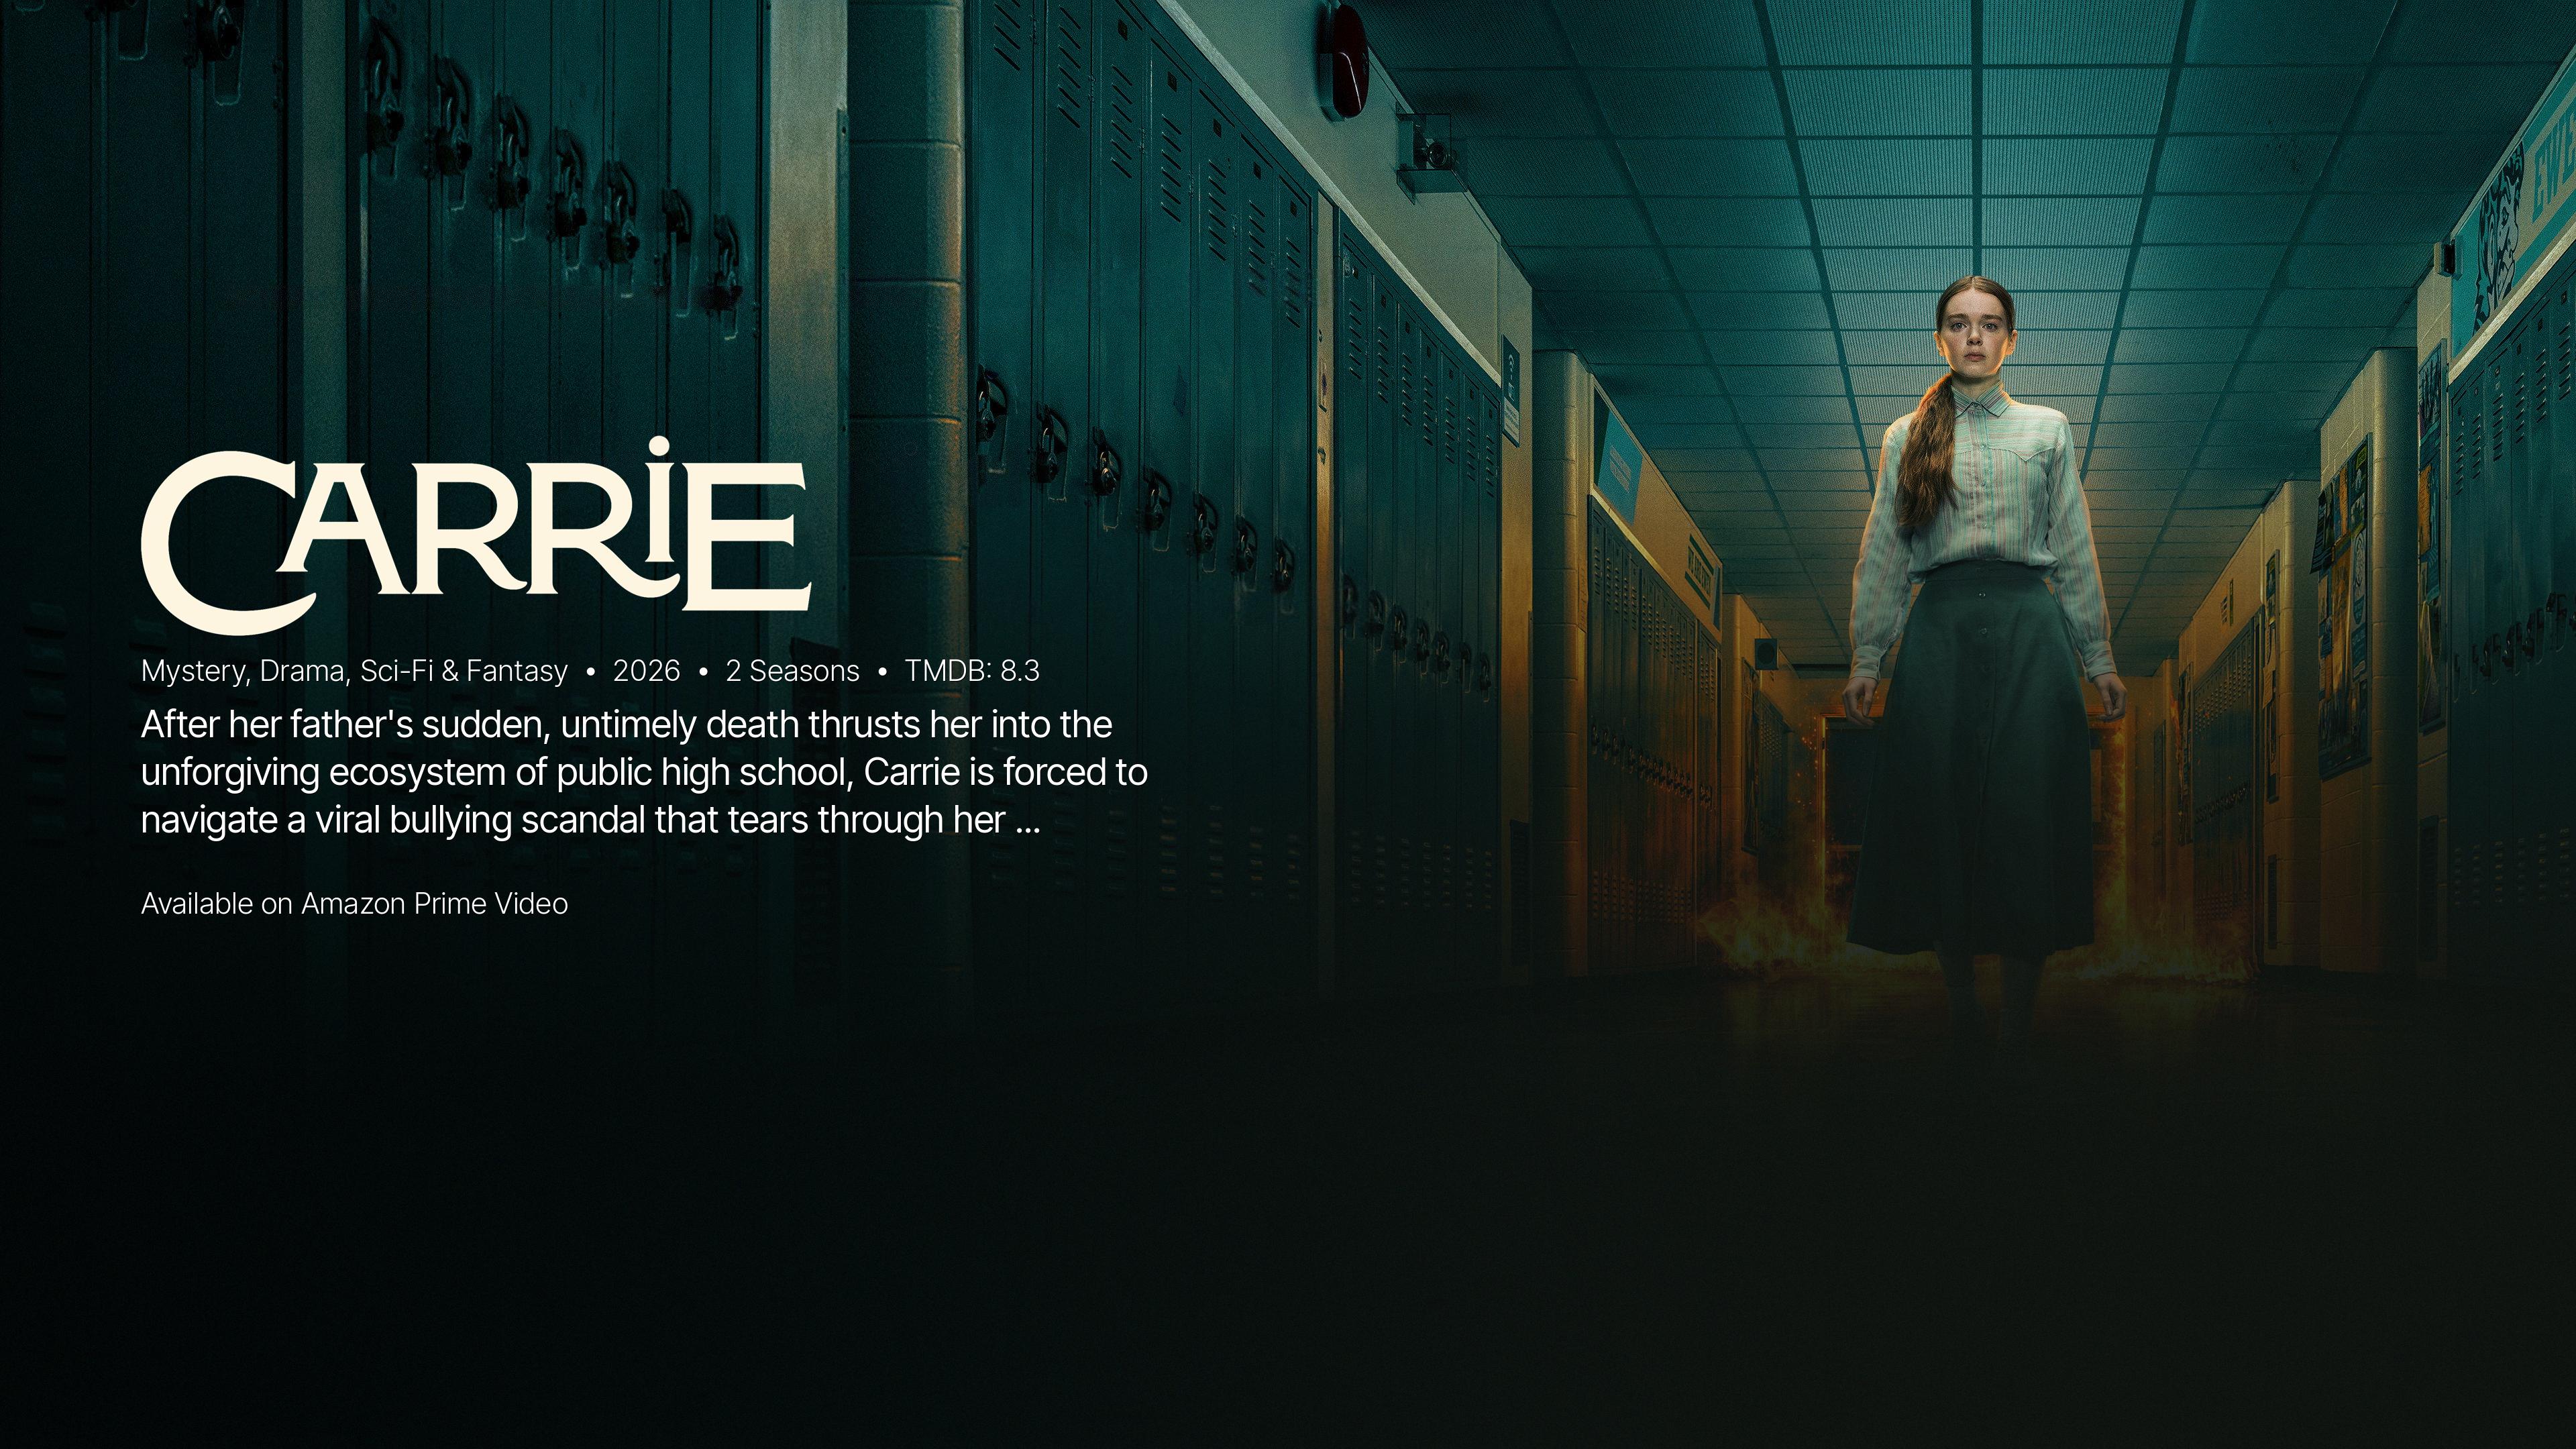 CARRiE
Mystery, Drama, Sci-Fi & Fantasy • 2026 • 2 Seasons • TMDB: 8.3
After her father's sudden, untimely death thrusts her into the
unforgiving ecosystem of public high school, Carrie is forced to
navigate a viral bullying scandal that tears through her ...
Available on Amazon Prime Video